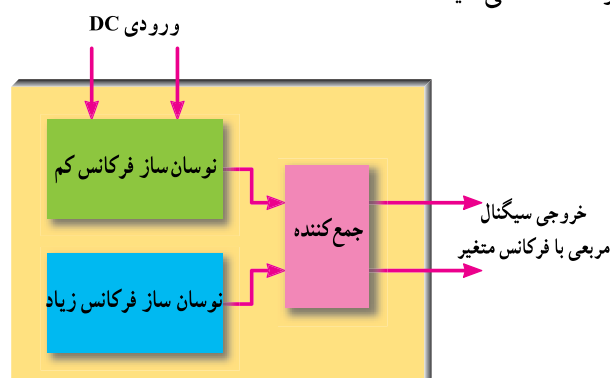 ورودی DC
نوسان‌ساز فرکانس کم
جمع‌کننده
خروجی سیگنال
مربعی با فرکانس متغیر
نوسان ساز فرکانس زیاد